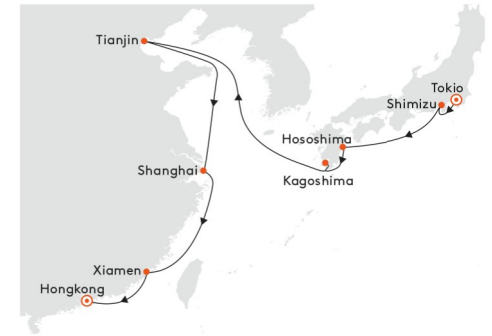 Tianjin
Tokio
Shimizu
Hososhima
Kagoshima
Shanghai
Xiamen
Hongkong